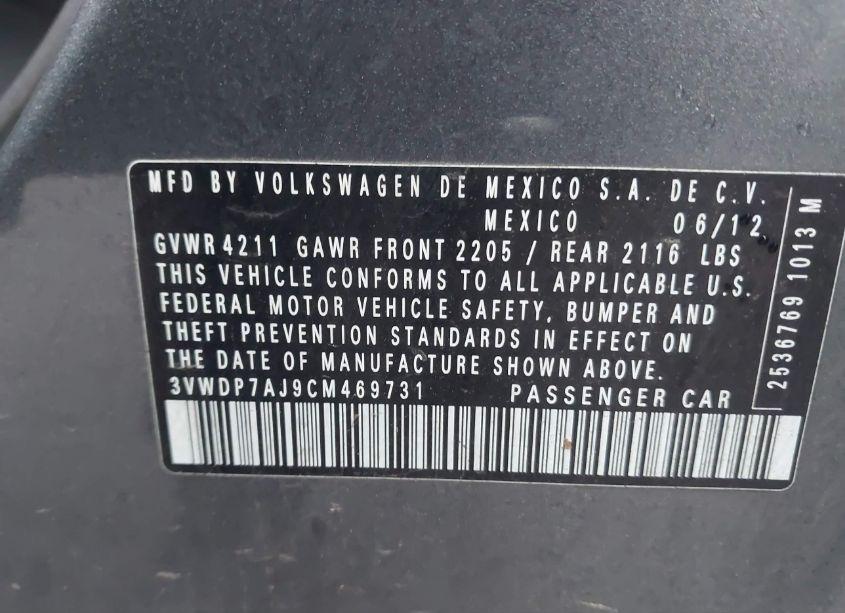 MFD BY VOLKSWAGEN DE MEXICO S.A. DE C.V.
MEXICO 06/12
GVWR 4211 GAWR FRONT 2205 / REAR 2116 LBS
THIS VEHICLE CONFORMS TO ALL APPLICABLE U.S.
FEDERAL MOTOR VEHICLE SAFETY, BUMPER AND
THEFT PREVENTION STANDARDS IN EFFECT ON
THE DATE OF MANUFACTURE SHOWN ABOVE.
3VWDP7AJ9CM469731 PASSENGER CAR
2536769 1013 M